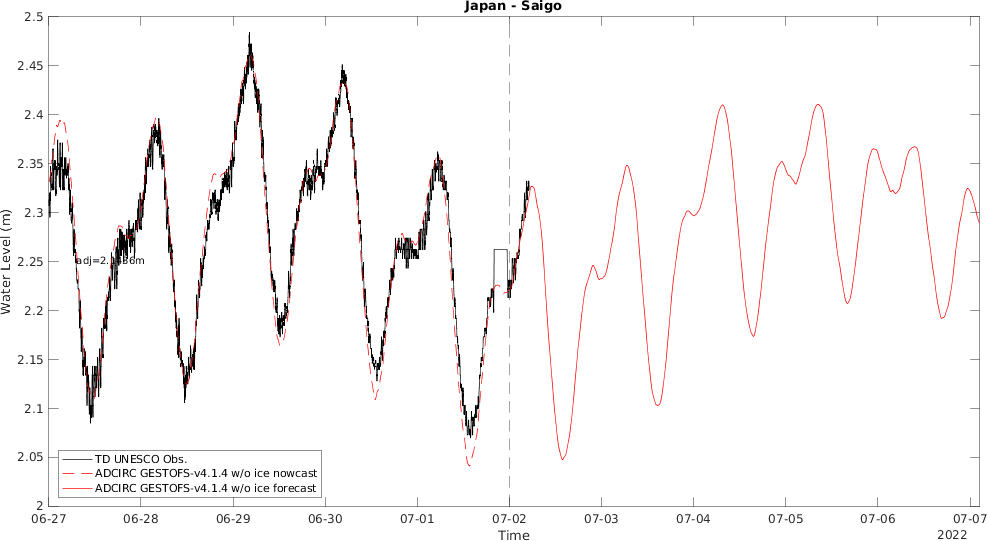 Japan - Saigo
2.5
2.45
2.4
2.35
2.3
2.25
2.2
2.15
2.1
2.05
2
Water Level (m)
TD UNESCO Obs.
ADCIRC GESTOFS-v4.1.4 w/o ice nowcast
ADCIRC GESTOFS-v4.1.4 w/o ice forecast
06-27 06-28 06-29 06-30 07-01 07-02 07-03 07-04 07-05 07-06 07-07
Time
2022